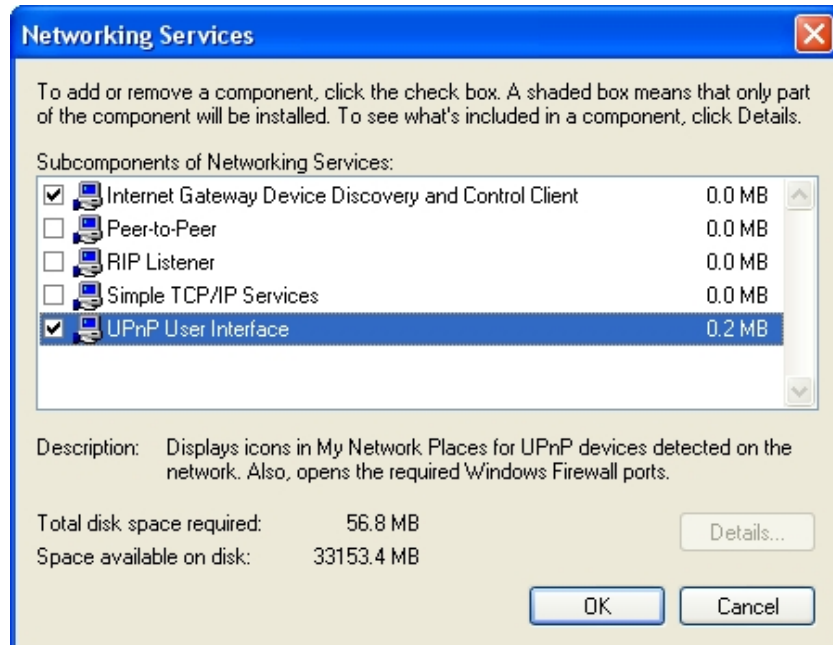 Networking Services
To add or remove a component, click the check box. A shaded box means that only part
of the component will be installed. To see what's included in a component, click Details.
Subcomponents of Networking Services:
Internet Gateway Device Discovery and Control Client 0.0 MB
Peer-to-Peer 0.0 MB
RIP Listener 0.0 MB
Simple TCP/IP Services 0.0 MB
UPnP User Interface 0.2 MB
Description: Displays icons in My Network Places for UPnP devices detected on the
network. Also, opens the required Windows Firewall ports.
Total disk space required: 56.8 MB
Details...
Space available on disk: 33153.4 MB
OK Cancel